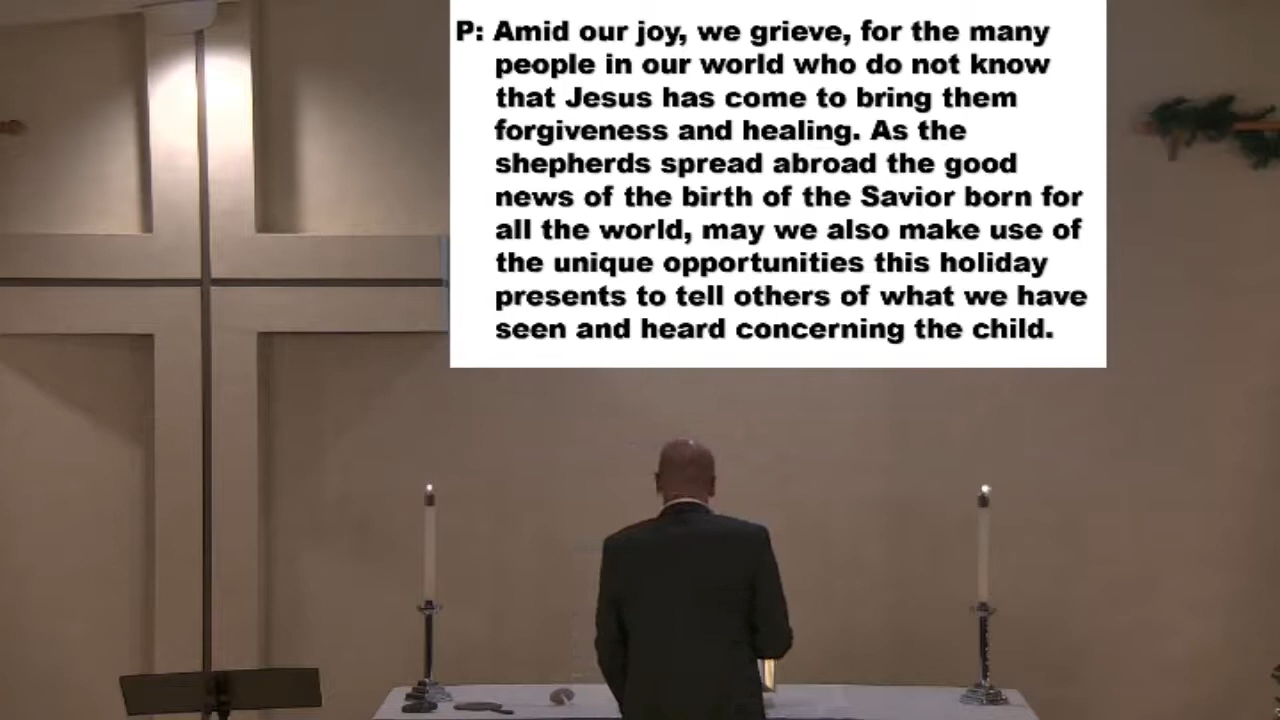 P: Amid our joy, we grieve, for the many
people in our world who do not know
that Jesus has come to bring them
forgiveness and healing. As the
shepherds spread abroad the good
news of the birth of the Savior born for
all the world, may we also make use of
the unique opportunities this holiday
presents to tell others of what we have
seen and heard concerning the child.